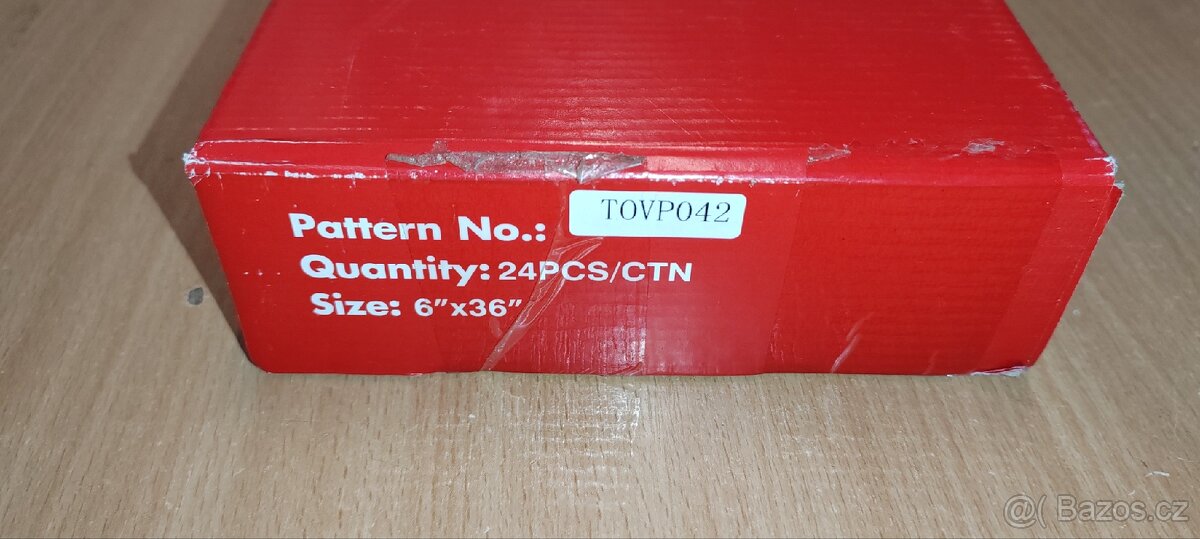 Pattern No.: TOVP042
Quantity: 24PCS/CTN
Size: 6”x36”
@( Bazos.cz